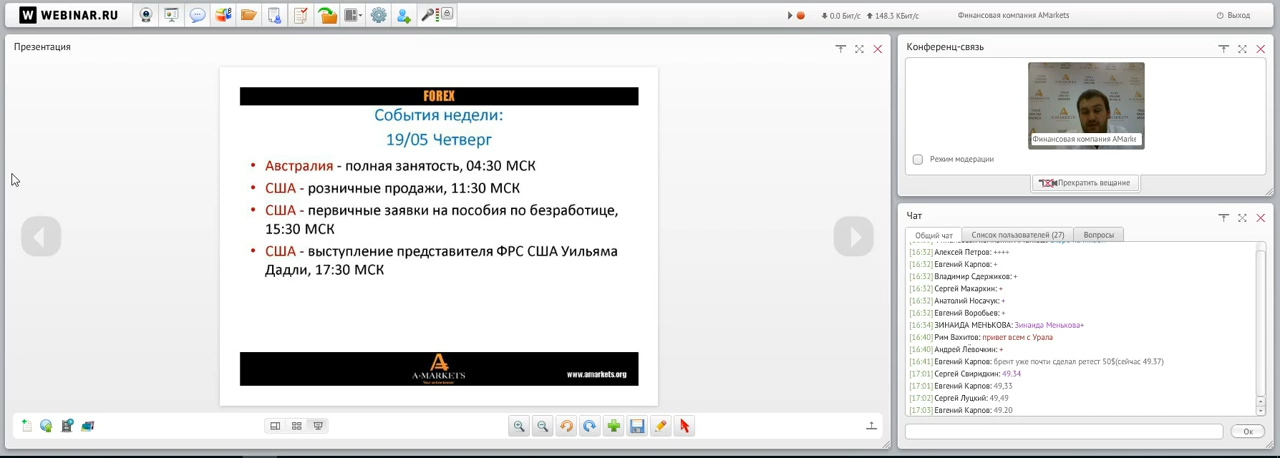 W WEBINAR.RU
0.0 Бит/с 148.3 КБит/с
Финансовая компания AMarkets
Выход
Презентация
FOREX
События недели:
19/05 Четверг
• Австралия - полная занятость, 04:30 МСК
• США - розничные продажи, 11:30 МСК
• США - первичные заявки на пособия по безработице,
15:30 МСК
• США - выступление представителя ФРС США Уильяма
Дадли, 17:30 МСК
A-MARKETS
www.amarkets.org
Конференц-связь
Финансовая компания AMarke
Режим модерации
Прекратить вещание
Чат
Общий чат
Список пользователей (27)
Вопросы
[16:32] Алексей Петров: ++++
[16:32] Евгений Карпов: +
[16:32] Владимир Сдержиков: +
[16:32] Сергей Макархин: +
[16:32] Анатолий Носачук: +
[16:32] Евгений Воробьев: +
[16:34] ЗИНАИДА МЕНЬКОВА: Зинаида Менькова+
[16:40] Рим Вахитов: привет всем с Урала
[16:40] Андрей Лёвочкин: +
[16:41] Евгений Карпов: брент уже почти сделал ретест 50$(сейчас 49.37)
[17:01] Сергей Свиридкин: 49.34
[17:01] Евгений Карпов: 49,33
[17:02] Сергей Луцкий: 49,49
[17:03] Евгений Карпов: 49.20
Ок